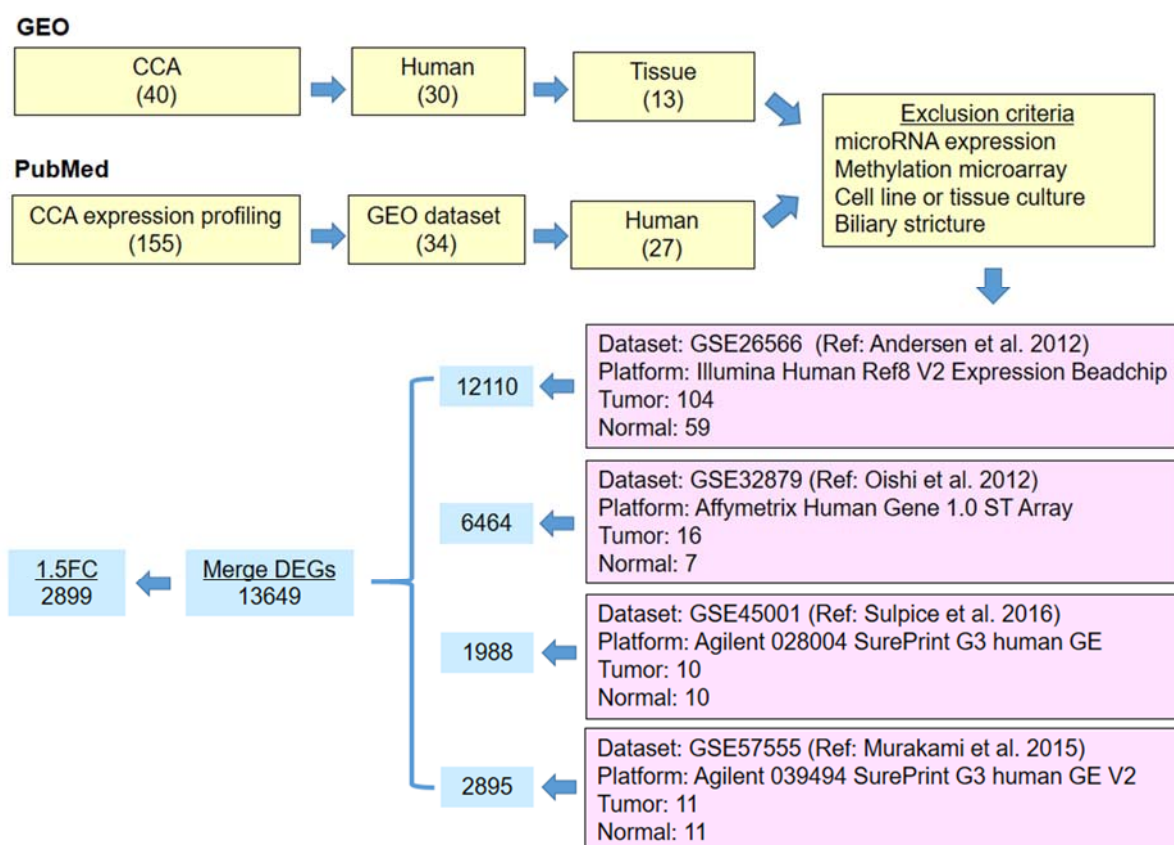 GEO
CCA
(40)
Human
(30)
Tissue
(13)
PubMed
CCA expression profiling
(155)
GEO dataset
(34)
Human
(27)
Exclusion criteria
microRNA expression
Methylation microarray
Cell line or tissue culture
Biliary stricture
Dataset: GSE26566 (Ref: Andersen et al. 2012)
Platform: Illumina Human Ref8 V2 Expression Beadchip
Tumor: 104
Normal: 59
12110
Dataset: GSE32879 (Ref: Oishi et al. 2012)
Platform: Affymetrix Human Gene 1.0 ST Array
Tumor: 16
Normal: 7
6464
Dataset: GSE45001 (Ref: Sulpice et al. 2016)
Platform: Agilent 028004 SurePrint G3 human GE
Tumor: 10
Normal: 10
1988
Dataset: GSE57555 (Ref: Murakami et al. 2015)
Platform: Agilent 039494 SurePrint G3 human GE V2
Tumor: 11
Normal: 11
2895
Merge DEGs
13649
1.5FC
2899